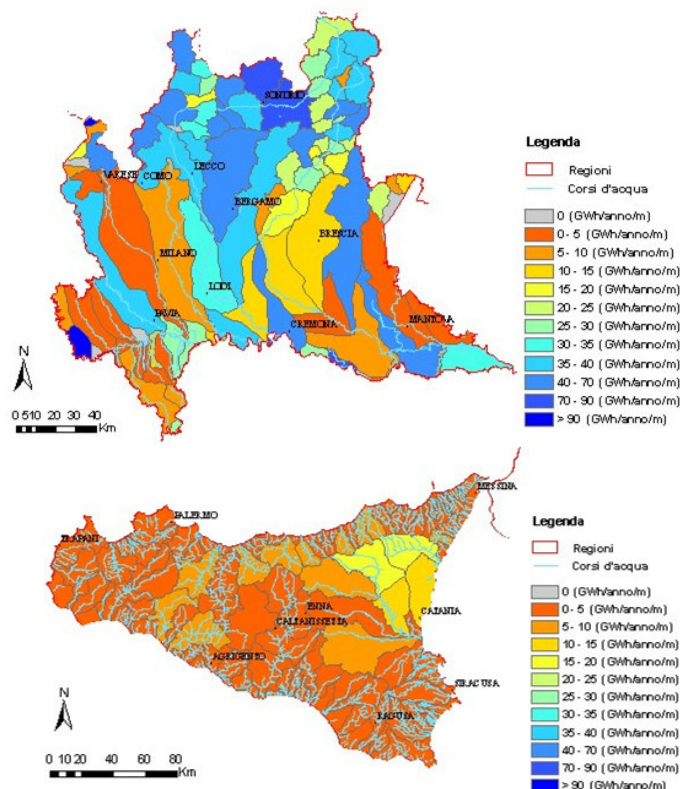 SONDRIO
LECCO
VARESE
COMO
BERGAMO
BRESCIA
MILANO
LODI
PAVIA
CREMONA
MANTOVA
N
0 5 10 20 30 40
Km
Legenda
Regioni
Corsi d'acqua
0 (GWh/anno/m)
0 - 5 (GWh/anno/m)
5 - 10 (GWh/anno/m)
10 - 15 (GWh/anno/m)
15 - 20 (GWh/anno/m)
20 - 25 (GWh/anno/m)
25 - 30 (GWh/anno/m)
30 - 35 (GWh/anno/m)
35 - 40 (GWh/anno/m)
40 - 70 (GWh/anno/m)
70 - 90 (GWh/anno/m)
> 90 (GWh/anno/m)
MESSINA
PALERMO
TRAPANI
ENNA
CATANIA
CALTANISSETTA
AGRIGENTO
SIRACUSA
RAGUSA
N
0 10 20 40 60 80
Km
Legenda
Regioni
Corsi d'acqua
0 (GWh/anno/m)
0 - 5 (GWh/anno/m)
5 - 10 (GWh/anno/m)
10 - 15 (GWh/anno/m)
15 - 20 (GWh/anno/m)
20 - 25 (GWh/anno/m)
25 - 30 (GWh/anno/m)
30 - 35 (GWh/anno/m)
35 - 40 (GWh/anno/m)
40 - 70 (GWh/anno/m)
70 - 90 (GWh/anno/m)
> 90 (GWh/anno/m)